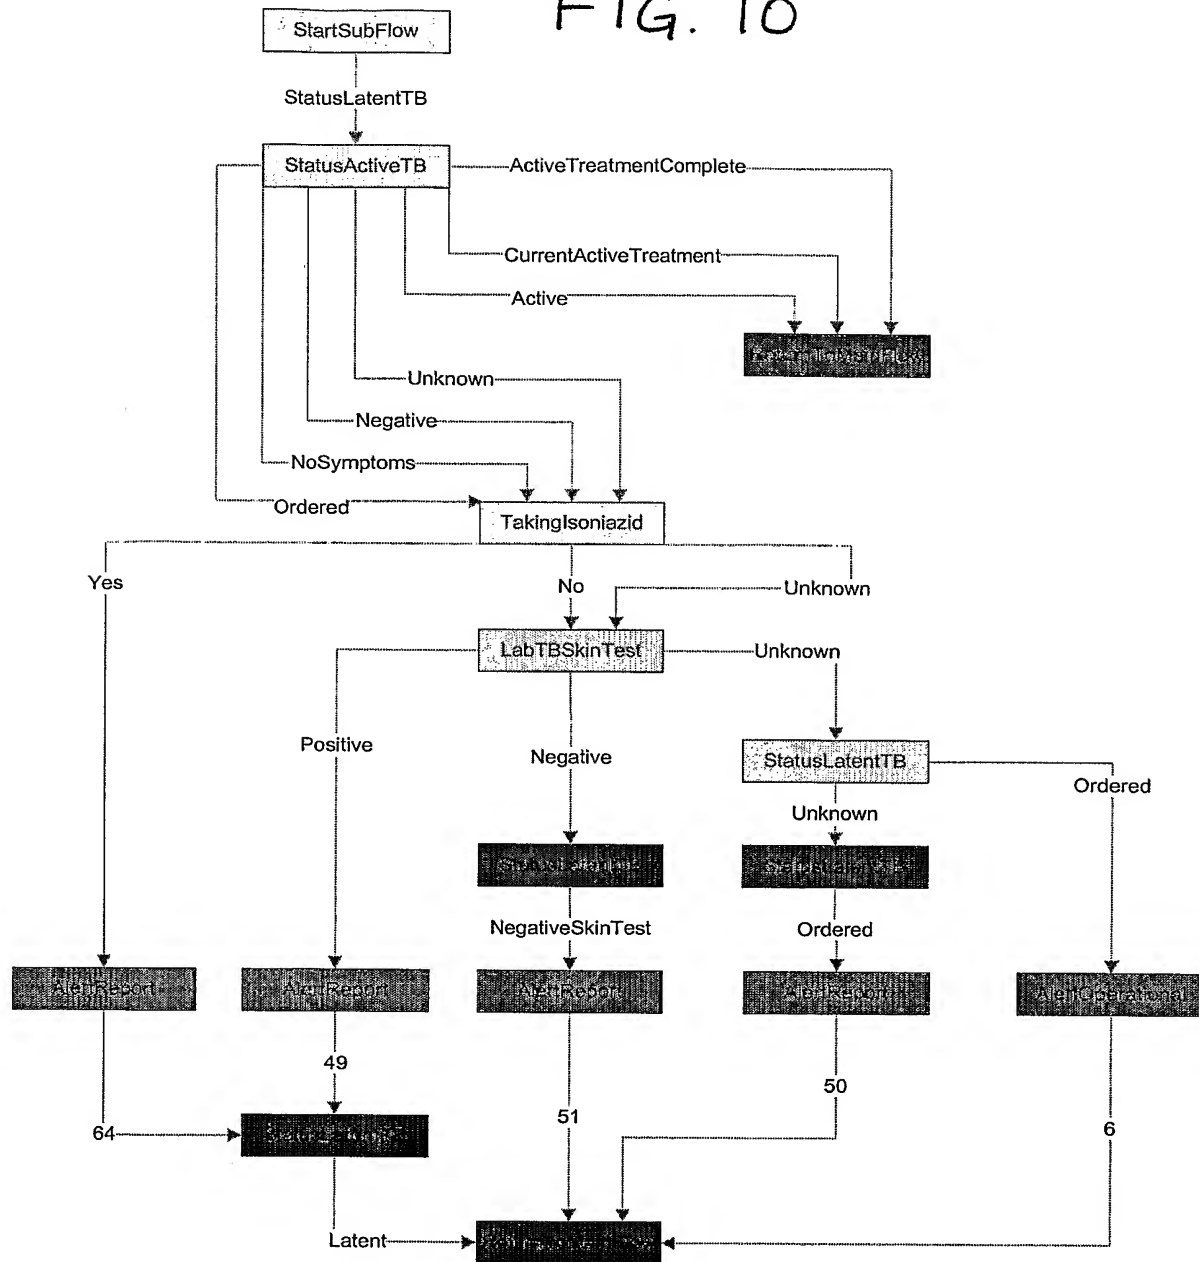 FIG. 10
StartSubFlow
StatusLatentTB
StatusActiveTB
ActiveTreatmentComplete
CurrentActiveTreatment
Active
Unknown
Negative
NoSymptoms
Ordered
TakingIsoniazid
Yes
No
Unknown
LabTBSkinTest
Unknown
Positive
Negative
StatusLatentTB
Ordered
Unknown
NegativeSkinTest
Ordered
AlertReport
AlertReport
AlertReport
AlertReport
AlertOperational
49
50
51
64
6
Latent